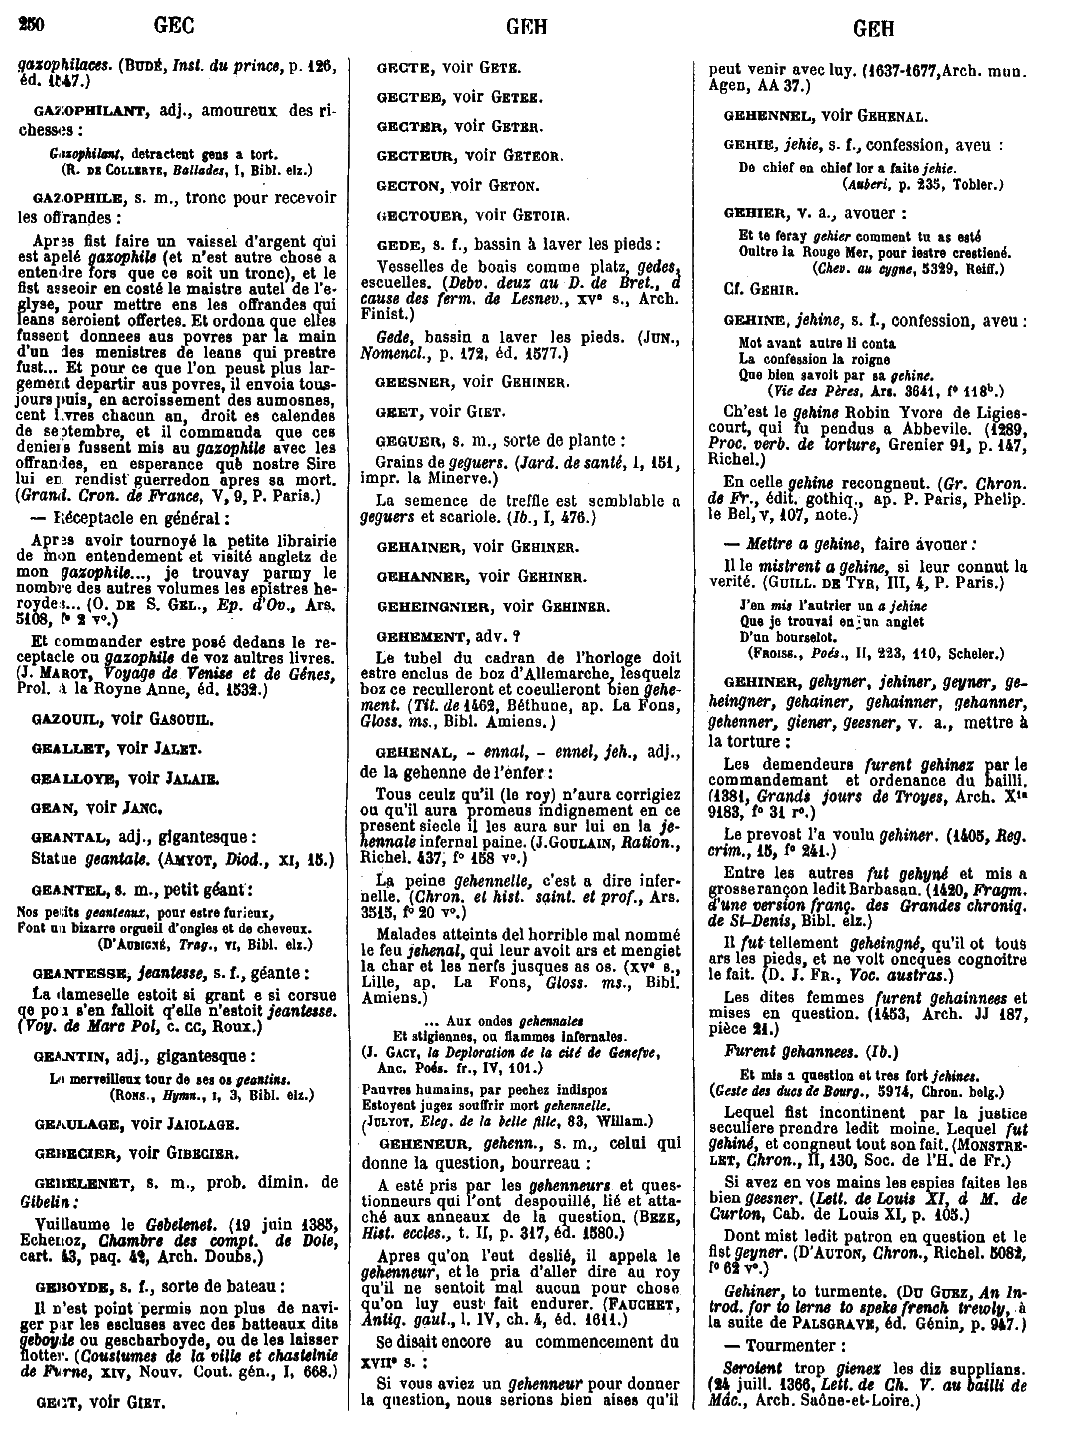 250 GEC GEH GEH
gazophilaces. (BUDÉ, Inst. du prince, p. 126,
éd. 1547.)
GAZOPHILANT, adj., amoureux des ri-
chesses :
Gazophilant, detractent gens a tort.
(R. DE COLLERYE, Ballades, I, Bibl. elz.)
GAZOPHILE, s. m., tronc pour recevoir
les offrandes :
Apres fist faire un vaissel d'argent qui
est apelé gazophile (et n'est autre chose a
entendre fors que ce soit un tronc), et le
fist asseoir en costé le maistre autel de l'e-
glyse, pour mettre ens les offrandes qui
leans seroient offertes. Et ordona que elles
fussent donnees aus povres par la main
d'un des menistres de leans qui prestre
fust... Et pour ce que l'on peust plus lar-
gement departir aus povres, il envoia tous-
jours puis, en acroissement des aumosnes,
cent livres chacun an, droit es calendes
de septembre, et il commanda que ces
deniers fussent mis au gazophile avec les
offrandes, en esperance que nostre Sire
lui en rendist guerredon apres sa mort.
(Grand. Cron. de France, V, 9, P. Paris.)
— Réceptacle en général :
Apres avoir tournoyé la petite librairie
de mon entendement et visité angletz de
mon gazophile..., je trouvay parmy le
nombre des autres volumes les epistres he-
roydes... (O. DE S. GEL., Ep. d'Ov., Ars.
5108, f° 2 v°.)
Et commander estre posé dedans le re-
ceptacle ou gazophile de voz aultres livres.
(J. MAROT, Voyage de Venise et de Gênes,
Prol. à la Royne Anne, éd. 1532.)
GAZOUIL, voir GASOUIL.
GEALLET, voir JALET.
GEALLOYE, voir JALAIE.
GEAN, voir JANC.
GEANTAL, adj., gigantesque :
Statue geantale. (AMYOT, Diod., XI, 15.)
GEANTEL, s. m., petit géant :
Nos petits geanteaux, pour estre furieux,
Font un bizarre orgueil d'ongles et de cheveux.
(D'AUBIGNÉ, Trag., VI, Bibl. elz.)
GEANTESSE, jeantesse, s. f., géante :
La dameselle estoit si grant e si corsue
qe poi s'en falloit q'elle n'estoit jeantesse.
(Voy. de Marc Pol, c. CC, Roux.)
GEANTIN, adj., gigantesque :
Le merveilleux tour de ses os geantins.
(RONS., Hymn., I, 3, Bibl. elz.)
GEAULAGE, voir JAIOLAGE.
GEBECIER, voir GIBECIER.
GEBELENET, s. m., prob. dimin. de
Gibelin :
Vuillaume le Gebelenet. (19 juin 1385,
Echenoz, Chambre des compt. de Dole,
cart. 43, paq. 42, Arch. Doubs.)
GEBOYDE, s. f., sorte de bateau :
Il n'est point permis non plus de navi-
ger par les escluses avec des batteaux dits
geboyde ou gescharboyde, ou de les laisser
flotter. (Coustumes de la ville et chastelnie
de Furne, XIV, Nouv. Cout. gén., I, 668.)
GECT, voir GIET.
GECTE, voir GETE.
GECTEE, voir GETEE.
GECTER, voir GETER.
GECTEUR, voir GETEOR.
GECTON, voir GETON.
GECTOUER, voir GETOIR.
GEDE, s. f., bassin à laver les pieds :
Vesselles de boais comme platz, gedes,
escuelles. (Debv. deux au D. de Bret., à
cause des ferm. de Lesnev., XVe s., Arch.
Finist.)
Gede, bassin a laver les pieds. (JUN.,
Nomencl., p. 172, éd. 1577.)
GEESNER, voir GEHINER.
GEET, voir GIET.
GEGUER, s. m., sorte de plante :
Grains de geguers. (Jard. de santé, I, 151,
impr. la Minerve.)
La semence de treffle est semblable a
geguers et scariole. (Ib., I, 476.)
GEHAINER, voir GEHINER.
GEHANNER, voir GEHINER.
GEHEINGNIER, voir GEHINER.
GEHEMENT, adv. ?
Le tubel du cadran de l'horloge doit
estre enclus de boz d'Allemarche, lesquelz
boz ce reculleront et coeulleront bien gehe-
ment. (Tit. de 1462, Béthune, ap. La Fons,
Gloss. ms., Bibl. Amiens.)
GEHENAL, - ennal, - ennel, jeh., adj.,
de la gehenne de l'enfer :
Tous ceulz qu'il (le roy) n'aura corrigiez
ou qu'il aura promeus indignement en ce
present siecle il les aura sur lui en la je-
hennale infernel paine. (J. GOULAIN, Ration.,
Richel. 437, f° 158 v°.)
La peine gehennelle, c'est a dire infer-
nelle. (Chron. et hist. saint. et prof., Ars.
3515, f° 20 v°.)
Malades atteints del horrible mal nommé
le feu jehenal, qui leur avoit ars et mengiet
la char et les nerfs jusques as os. (XVe s.,
Lille, ap. La Fons, Gloss. ms., Bibl.
Amiens.)
... Aux ondes gehennales
Et stigiennes, ou flammes infernales.
(J. GACY, la Deploration de la cité de Genefve,
Anc. Poés. fr., IV, 101.)
Pauvres humains, par pechez indispoz
Estoyent jugez souffrir mort gehennelle.
(JULYOT, Eleg. de la belle fille, 83, Willam.)
GEHENEUR, gehenn., s. m., celui qui
donne la question, bourreau :
A esté pris par les gehenneurs et ques-
tionneurs qui l'ont despouillé, lié et atta-
ché aux anneaux de la question. (BEZE,
Hist. eccles., t. II, p. 317, éd. 1580.)
Apres qu'on l'eut deslié, il appela le
gehenneur, et le pria d'aller dire au roy
qu'il ne sentoit mal aucun pour chose
qu'on luy eust fait endurer. (FAUCHET,
Antiq. gaul., l. IV, ch. 4, éd. 1611.)
Se disait encore au commencement du
XVIIe s. :
Si vous aviez un gehenneur pour donner
la question, nous serions bien aises qu'il
peut venir avec luy. (1637-1677, Arch. mun.
Agen, AA 37.)
GEHENNEL, voir GEHENAL.
GEHIE, jehie, s. f., confession, aveu :
De chief en chief lor a faite jehie.
(Auberi, p. 235, Tobler.)
GEHIER, v. a., avouer :
Et te feray gehier comment tu as esté
Oultre la Rouge Mer, pour iestre crestiené.
(Chev. au cygne, 5329, Reiff.)
Cf. GEHIR.
GEHINE, jehine, s. f., confession, aveu :
Mot avant autre li conta
La confession la roigne
Que bien savoit par sa gehine.
(Vie des Pères, Ars. 3641, f° 118b.)
Ch'est le gehine Robin Yvore de Ligies-
court, qui fu pendus a Abbevile. (1289,
Proc. verb. de torture, Grenier 91, p. 147,
Richel.)
En celle gehine recongneut. (Gr. Chron.
de Fr., édit. gothiq., ap. P. Paris, Phelip.
le Bel, V, 107, note.)
— Mettre a gehine, faire avouer :
Il le mistrent a gehine, si leur connut la
verité. (GUILL. DE TYR, III, 4, P. Paris.)
J'en mis l'autrier un a jehine
Que je trouvai en un anglet
D'un bourselot.
(FROISS., Poés., II, 223, 110, Scheler.)
GEHINER, gehyner, jehiner, geyner, ge-
heingner, gehainer, gehainner, gehanner,
gehenner, giener, geesner, v. a., mettre à
la torture :
Les demendeurs furent gehinez par le
commandemant et ordenance du bailli.
(1381, Grands jours de Troyes, Arch. X1a
9183, f° 31 r°.)
Le prevost l'a voulu gehiner. (1405, Reg.
crim., 15, f° 241.)
Entre les autres fut gehyné et mis a
grosse rançon ledit Barbasan. (1420, Fragm.
d'une version franç. des Grandes chroniq.
de St-Denis, Bibl. elz.)
Il fut tellement geheingné, qu'il ot tous
ars les pieds, et ne volt oncques cognoitre
le fait. (D. J. FR., Voc. austras.)
Les dites femmes furent gehainnees et
mises en question. (1453, Arch. JJ 187,
pièce 21.)
Furent gehannees. (Ib.)
Et mis a question et tres fort jehines.
(Geste des ducs de Bourg., 5974, Chron. belg.)
Lequel fist incontinent par la justice
seculiere prendre ledit moine. Lequel fut
gehiné, et congneut tout son fait. (MONSTRE-
LET, Chron., II, 130, Soc. de l'H. de Fr.)
Si avez en vos mains les espies faites les
bien geesner. (Lett. de Louis XI, à M. de
Curton, Cab. de Louis XI, p. 105.)
Dont mist ledit patron en question et le
fist geyner. (D'AUTON, Chron., Richel. 5082,
f° 62 v°.)
Gehiner, to turmente. (DU GUEZ, An In-
trod. for to lerne to speke french trewly, à
la suite de PALSGRAVE, éd. Génin, p. 947.)
— Tourmenter :
Seroient trop gienez les diz supplians.
(24 juill. 1366, Lett. de Ch. V. au bailli de
Mâc., Arch. Saône-et-Loire.)